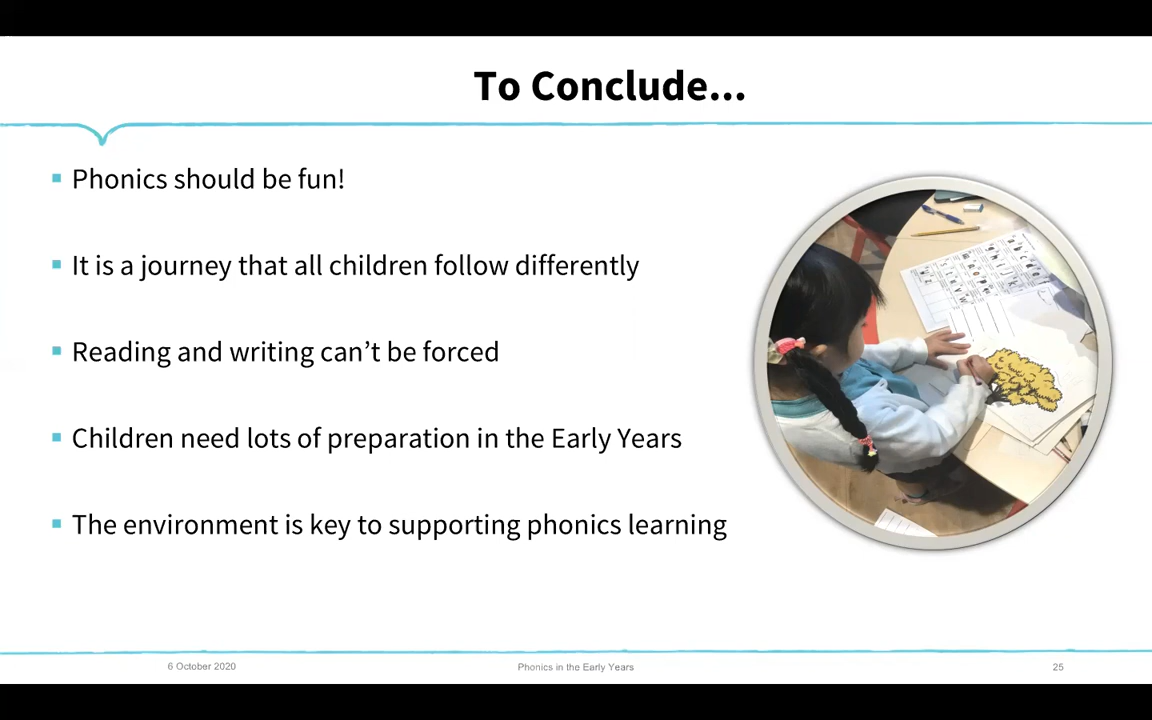 To Conclude...
Phonics should be fun!
It is a journey that all children follow differently
Reading and writing can’t be forced
Children need lots of preparation in the Early Years
The environment is key to supporting phonics learning
6 October 2020
Phonics in the Early Years
25